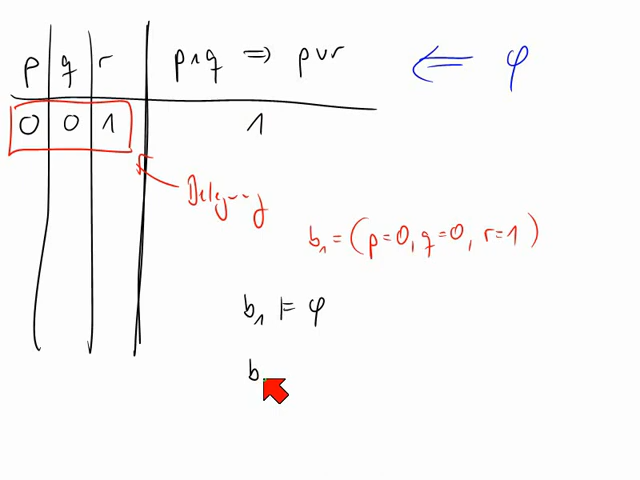 p q r p∧q ⇒ p∨r ⇐ φ
0 0 1 1
Belegung
b₁ = (p=0, q=0, r=1)
b₁ ⊨ φ
b